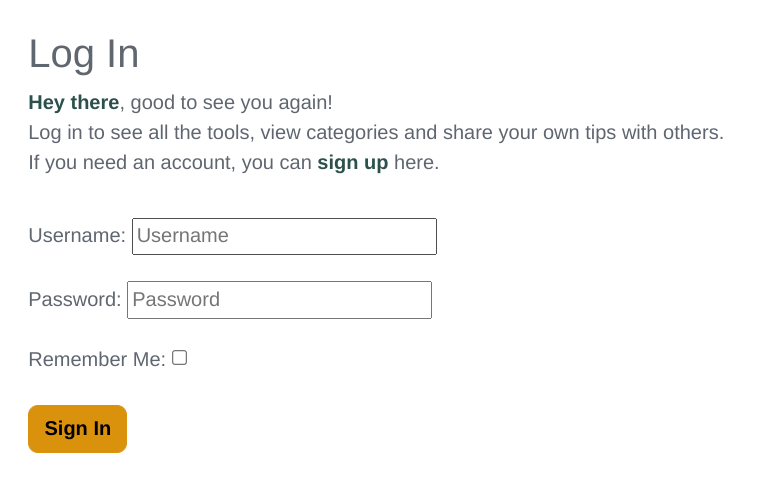 Log In
Hey there, good to see you again!
Log in to see all the tools, view categories and share your own tips with others.
If you need an account, you can sign up here.
Username: Username
Password: Password
Remember Me:
Sign In